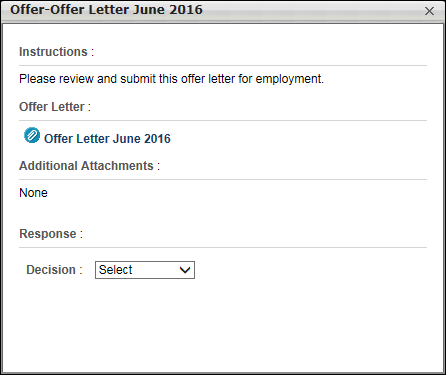 Offer-Offer Letter June 2016
Instructions :
Please review and submit this offer letter for employment.
Offer Letter :
Offer Letter June 2016
Additional Attachments :
None
Response :
Decision : Select